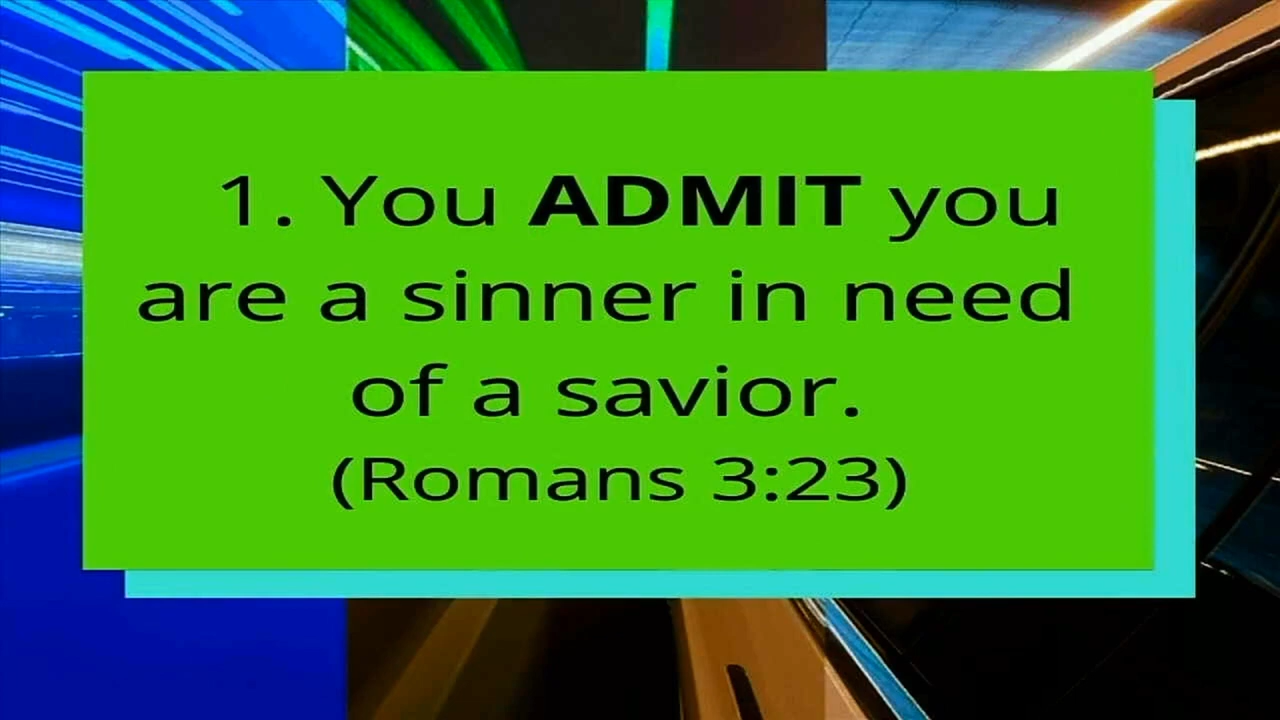 1. You ADMIT you
are a sinner in need
of a savior.
(Romans 3:23)